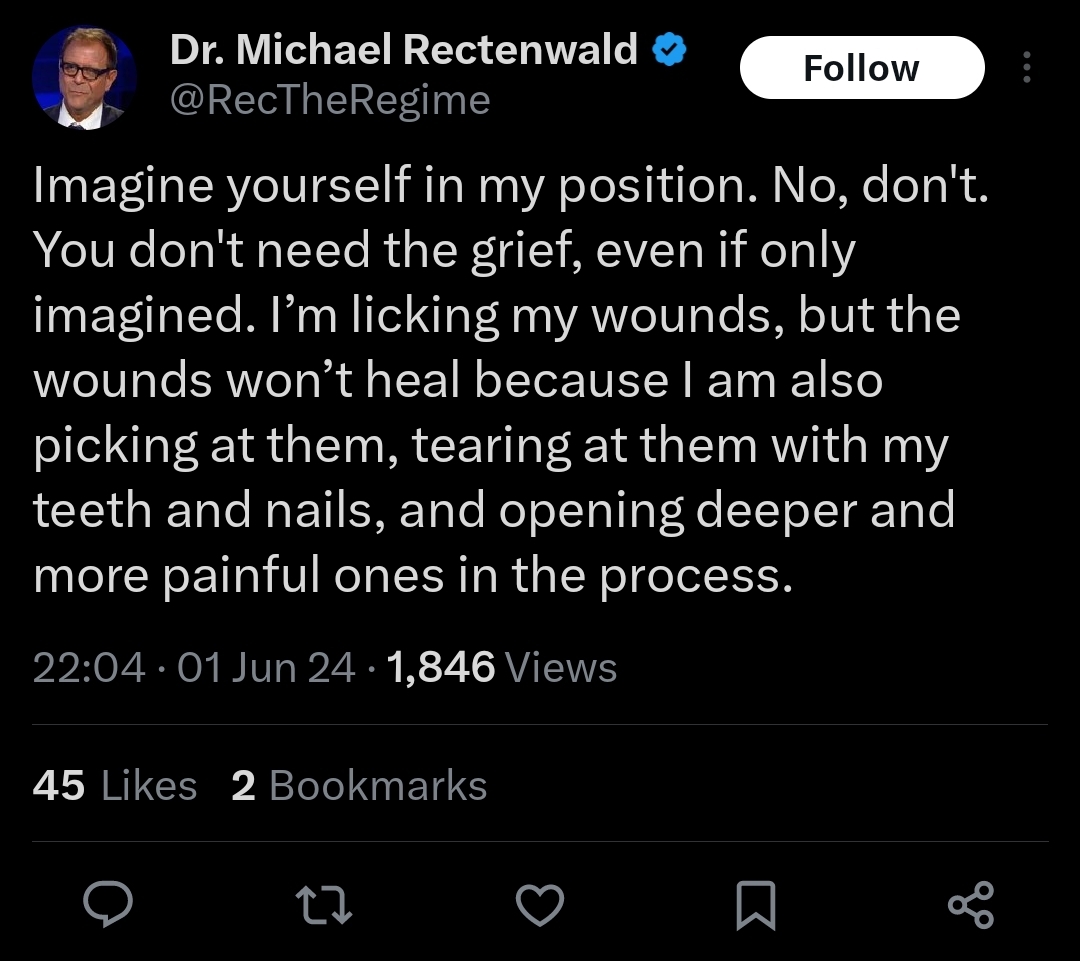 Dr. Michael Rectenwald
Follow
@RecTheRegime
Imagine yourself in my position. No, don't.
You don't need the grief, even if only
imagined. I’m licking my wounds, but the
wounds won’t heal because I am also
picking at them, tearing at them with my
teeth and nails, and opening deeper and
more painful ones in the process.
22:04 · 01 Jun 24 · 1,846 Views
45 Likes 2 Bookmarks